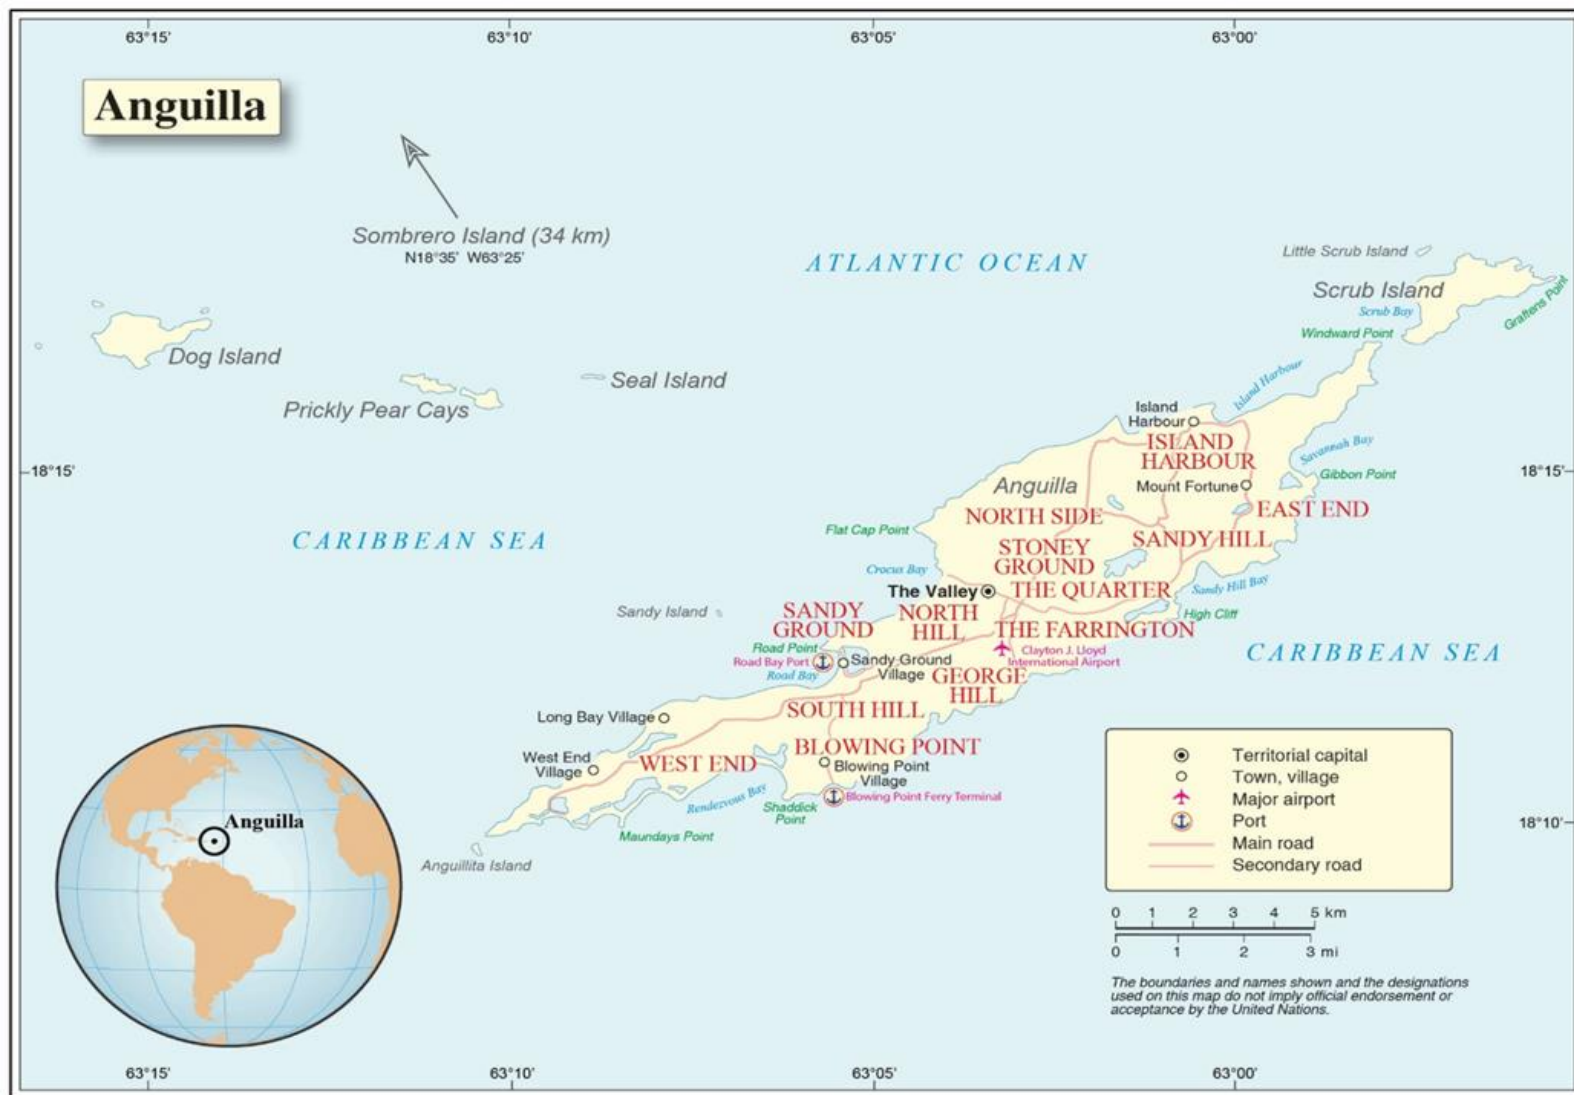 63°15'
63°10'
63°05'
63°00'
Anguilla
Sombrero Island (34 km)
N18°35' W63°25'
ATLANTIC OCEAN
Little Scrub Island
Scrub Island
Scrub Bay
Graftens Point
Windward Point
Dog Island
Seal Island
Prickly Pear Cays
Island Harbour
Island
Harbour
ISLAND
HARBOUR
Savannah Bay
18°15'
Gibbon Point
18°15'
Anguilla
Mount Fortune
EAST END
NORTH SIDE
Flat Cap Point
CARIBBEAN SEA
SANDY HILL
STONEY
GROUND
Crocus Bay
The Valley
THE QUARTER
Sandy Hill Bay
Sandy Island
SANDY
GROUND
NORTH
HILL
High Cliff
THE FARRINGTON
Road Point
Road Bay Port
Road Bay
Sandy Ground
Village
Clayton J. Lloyd
International Airport
CARIBBEAN SEA
GEORGE
HILL
Long Bay Village
SOUTH HILL
BLOWING POINT
West End
Village
WEST END
Blowing Point
Village
Rendezvous Bay
Shaddick
Point
Blowing Point Ferry Terminal
Maundays Point
Anguillita Island
Anguilla
Territorial capital
Town, village
Major airport
Port
Main road
Secondary road
18°10'
0 1 2 3 4 5 km
0 1 2 3 mi
The boundaries and names shown and the designations
used on this map do not imply official endorsement or
acceptance by the United Nations.
63°15'
63°10'
63°05'
63°00'